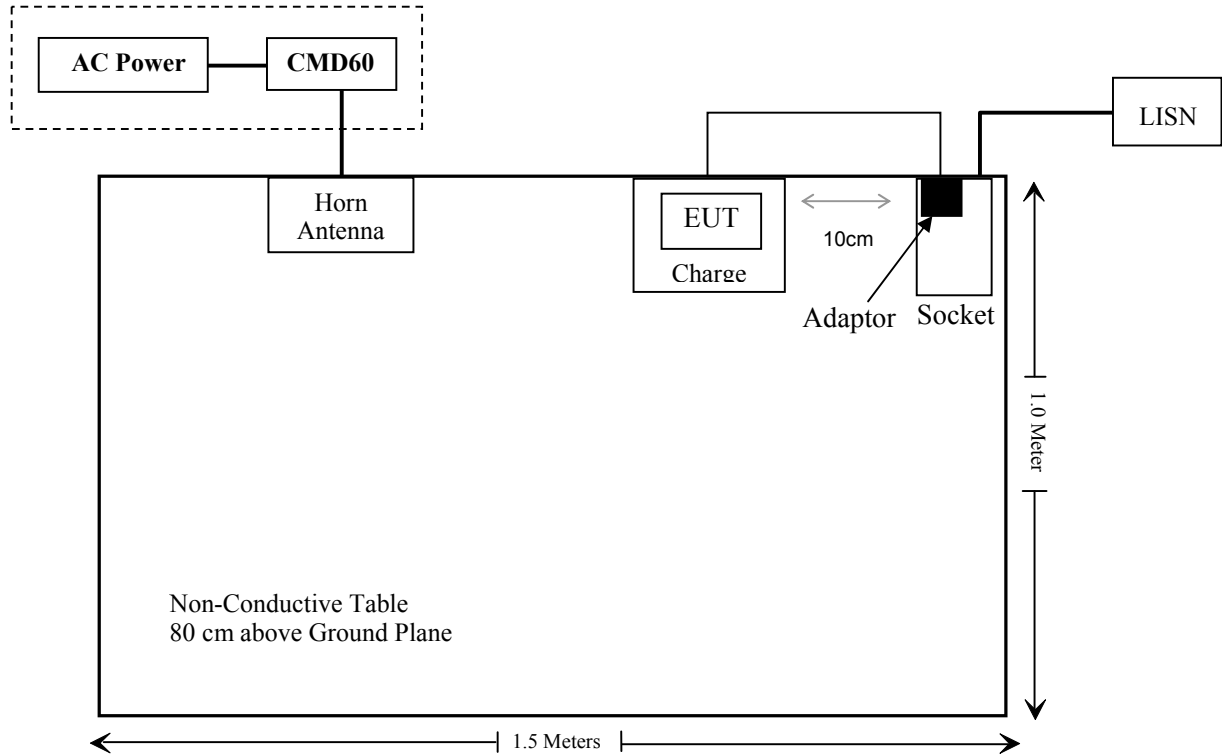 AC Power
CMD60
LISN
Horn
Antenna
EUT
Charge
10cm
Adaptor
Socket
1.0 Meter
Non-Conductive Table
80 cm above Ground Plane
1.5 Meters